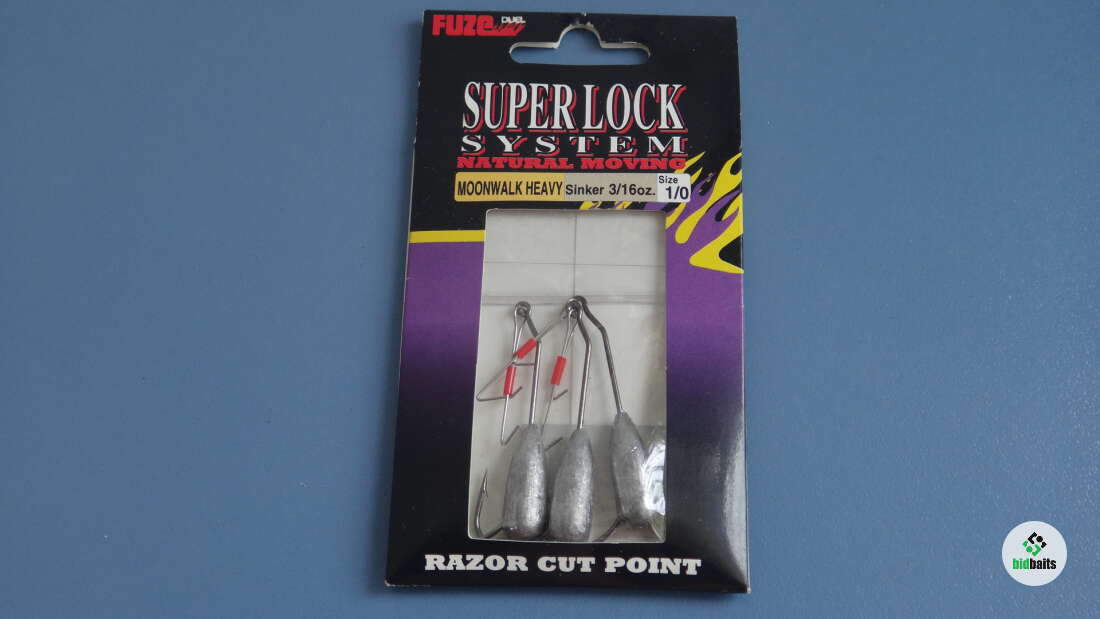 FUZE DUEL
SUPER LOCK
SYSTEM
NATURAL MOVING
MOONWALK HEAVY Sinker 3/16oz. Size 1/0
RAZOR CUT POINT
bidbaits